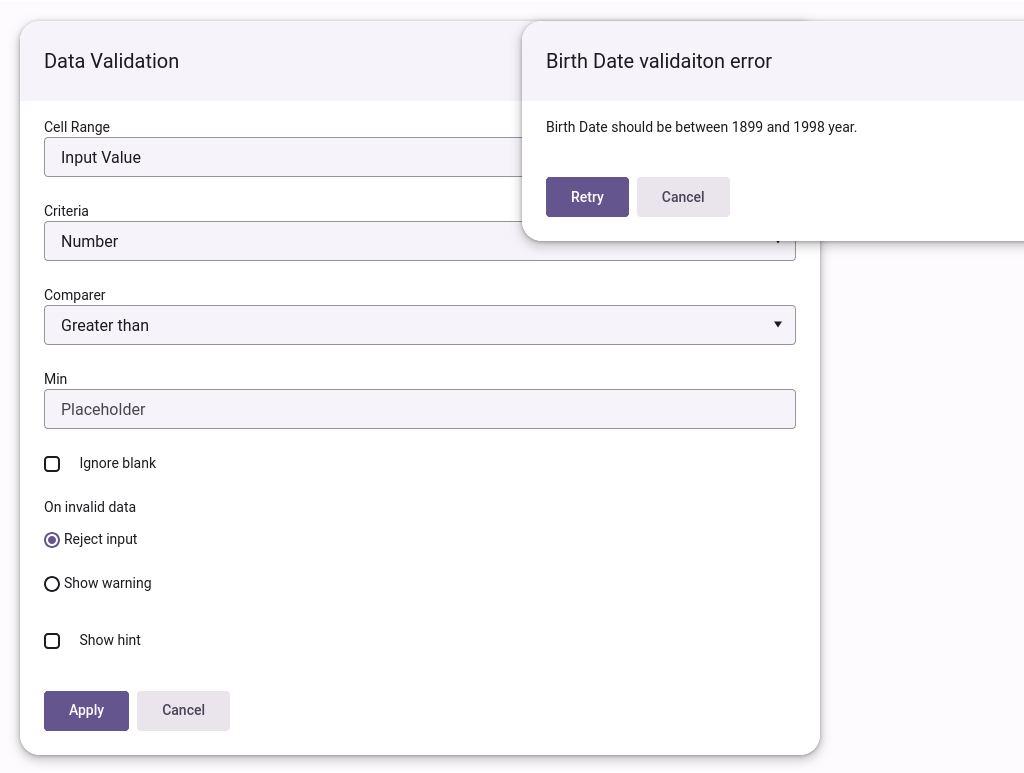 Data Validation
Cell Range
Input Value
Criteria
Number
Comparer
Greater than
Min
Placeholder
Ignore blank
On invalid data
Reject input
Show warning
Show hint
Apply
Cancel
Birth Date validaiton error
Birth Date should be between 1899 and 1998 year.
Retry
Cancel